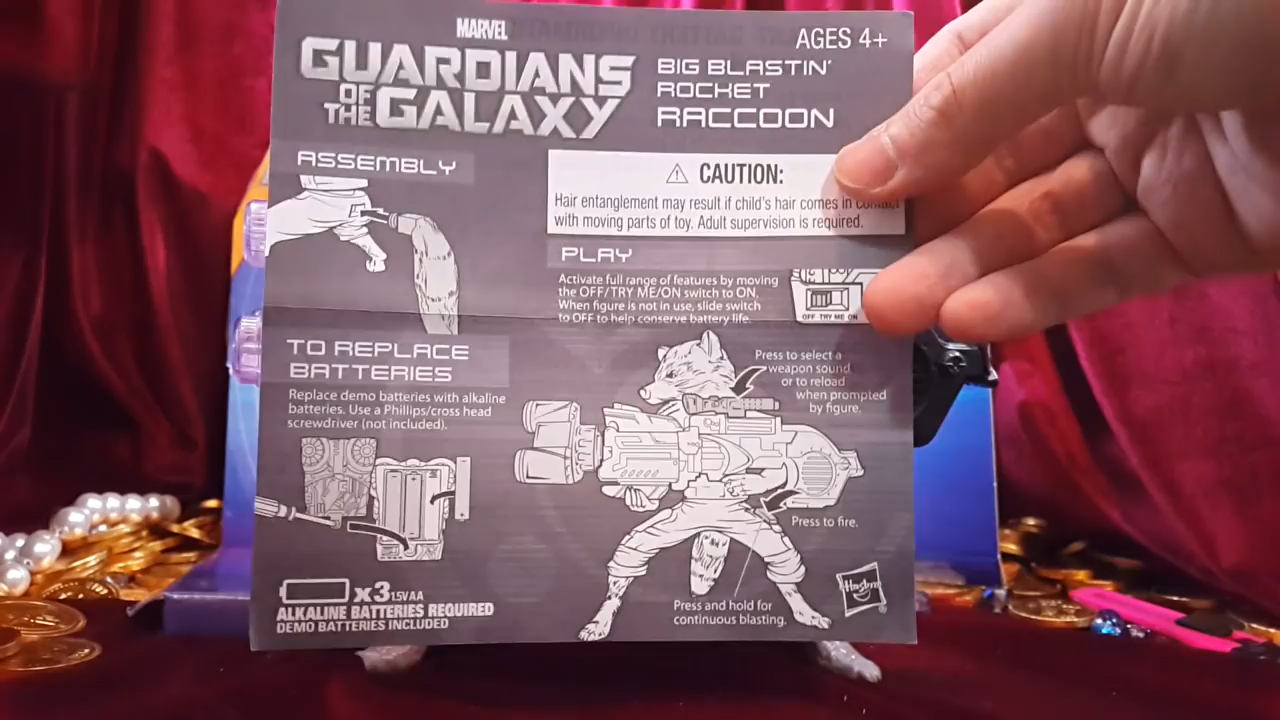 MARVEL
GUARDIANS
OF THE GALAXY
AGES 4+
BIG BLASTIN'
ROCKET
RACCOON
ASSEMBLY
⚠ CAUTION:
Hair entanglement may result if child's hair comes in contact
with moving parts of toy. Adult supervision is required.
PLAY
Activate full range of features by moving
the OFF/TRY ME/ON switch to ON.
When figure is not in use, slide switch
to OFF to help conserve battery life.
OFF TRY ME ON
TO REPLACE
BATTERIES
Replace demo batteries with alkaline
batteries. Use a Phillips/cross head
screwdriver (not included).
Press to select a
weapon sound
or to reload
when prompted
by figure.
Press to fire.
Press and hold for
continuous blasting.
x3 1.5V AA
ALKALINE BATTERIES REQUIRED
DEMO BATTERIES INCLUDED
Hasbro
®